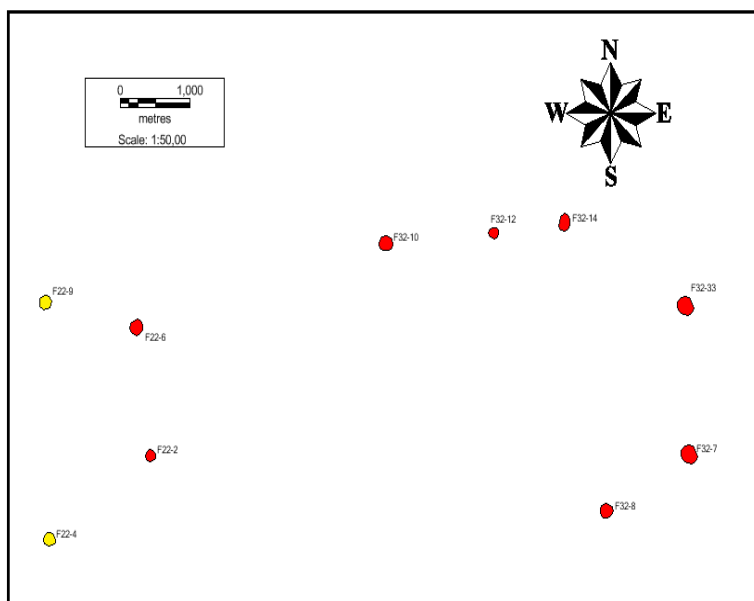 N
0 1,000
metres
Scale: 1:50,00
W E
S
F32-12
F32-14
F32-10
F22-9
F32-33
F22-6
F22-2
F32-7
F32-8
F22-4